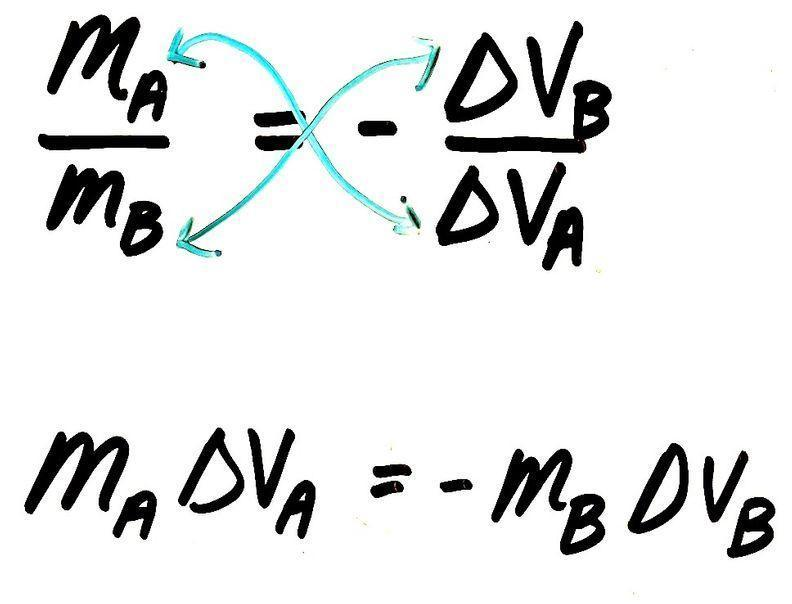 m_A / m_B = - ΔV_B / ΔV_A
m_A ΔV_A = - m_B ΔV_B